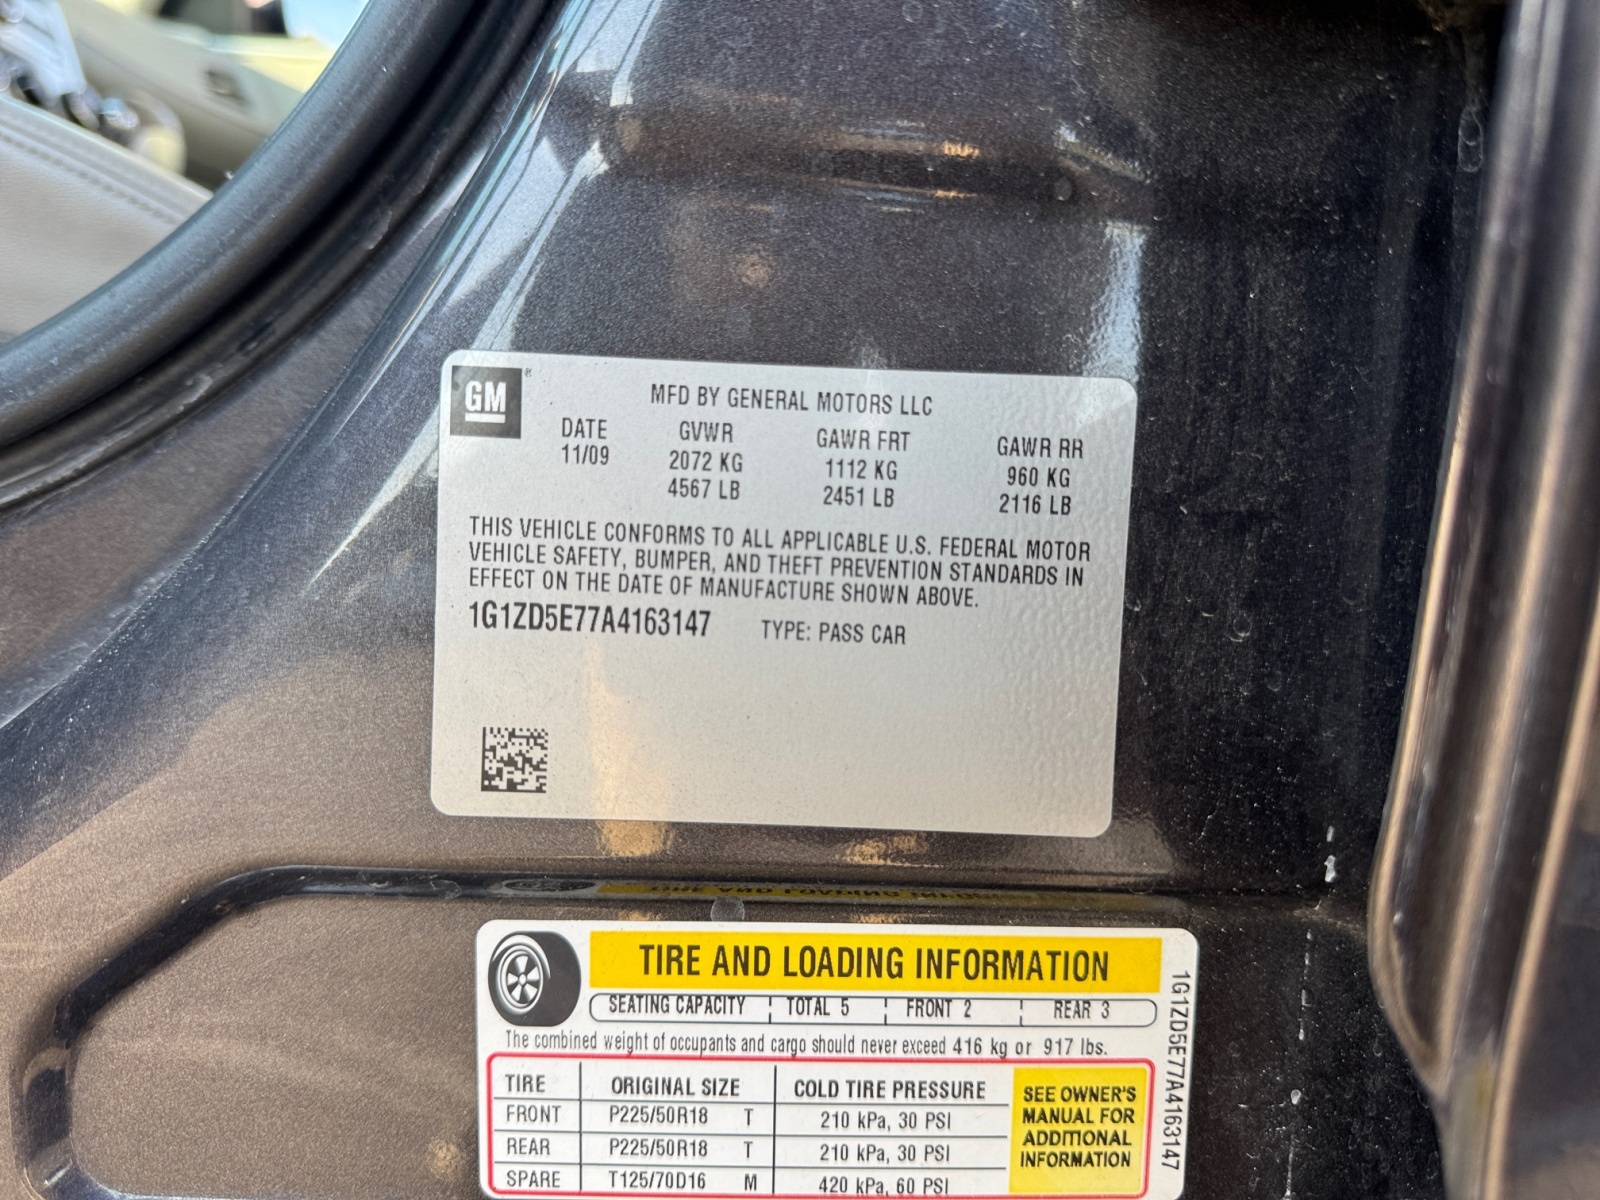 GM
MFD BY GENERAL MOTORS LLC
DATE GVWR GAWR FRT GAWR RR
11/09 2072 KG 1112 KG 960 KG
4567 LB 2451 LB 2116 LB
THIS VEHICLE CONFORMS TO ALL APPLICABLE U.S. FEDERAL MOTOR
VEHICLE SAFETY, BUMPER, AND THEFT PREVENTION STANDARDS IN
EFFECT ON THE DATE OF MANUFACTURE SHOWN ABOVE.
1G1ZD5E77A4163147 TYPE: PASS CAR
TIRE AND LOADING INFORMATION
SEATING CAPACITY TOTAL 5 FRONT 2 REAR 3
The combined weight of occupants and cargo should never exceed 416 kg or 917 lbs.
TIRE ORIGINAL SIZE COLD TIRE PRESSURE
FRONT P225/50R18 T 210 kPa, 30 PSI
REAR P225/50R18 T 210 kPa, 30 PSI
SPARE T125/70D16 M 420 kPa, 60 PSI
SEE OWNER'S
MANUAL FOR
ADDITIONAL
INFORMATION
1G1ZD5E77A4163147